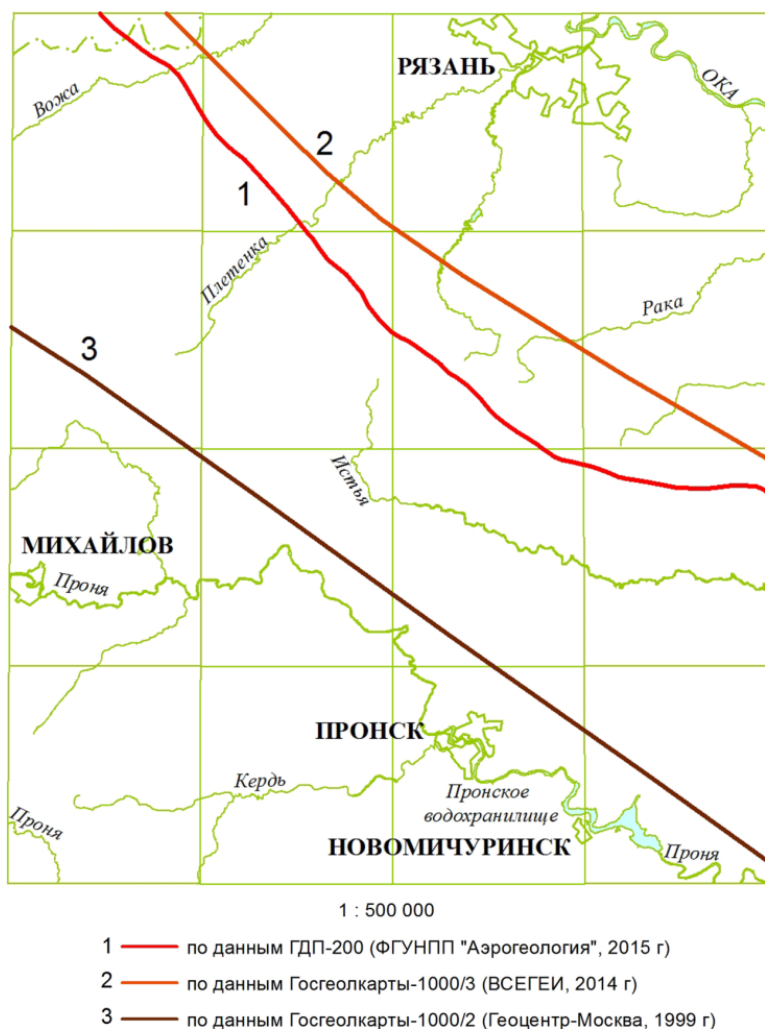 РЯЗАНЬ
ОКА
Вожа
2
1
Плетенка
Рака
3
Истья
МИХАЙЛОВ
Проня
ПРОНСК
Кердь
Пронское
водохранилище
Проня
НОВОМИЧУРИНСК
Проня
1 : 500 000
1 по данным ГДП-200 (ФГУНПП "Аэрогеология", 2015 г)
2 по данным Госгеолкарты-1000/3 (ВСЕГЕИ, 2014 г)
3 по данным Госгеолкарты-1000/2 (Геоцентр-Москва, 1999 г)